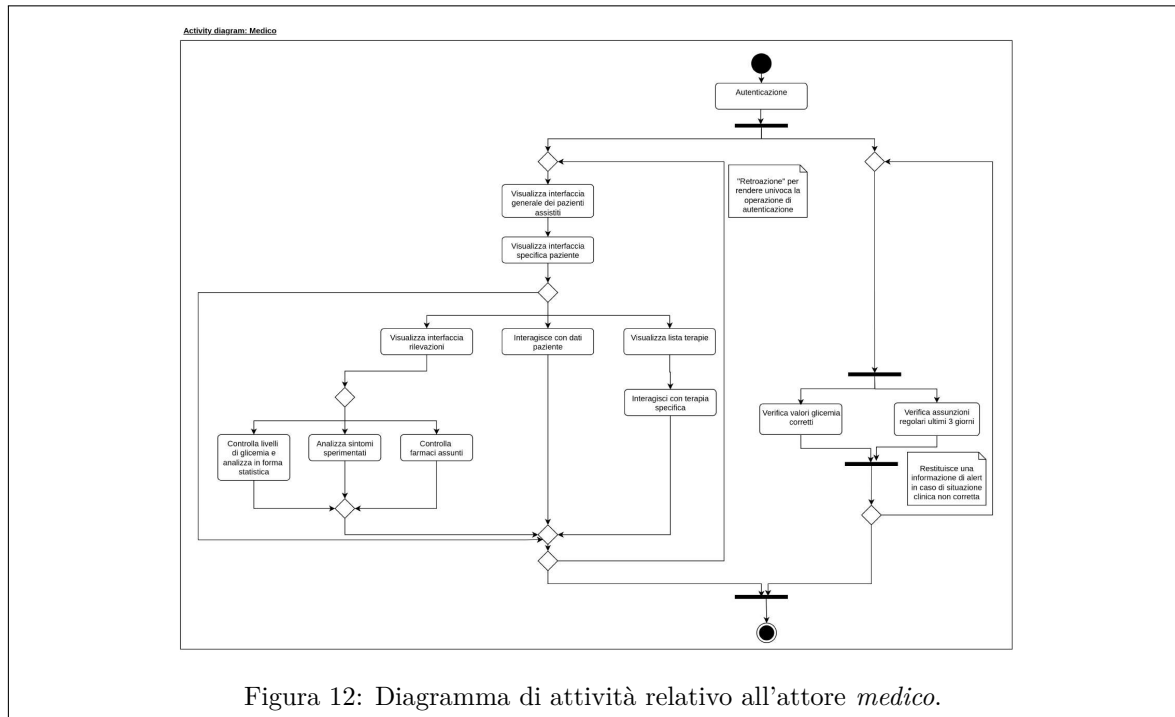 Activity diagram: Medico
Autenticazione
"Retroazione" per
rendere univoca la
operazione di
autenticazione
Visualizza interfaccia
generale dei pazienti
assistiti
Visualizza interfaccia
specifica paziente
Visualizza interfaccia
rilevazioni
Interagisce con dati
paziente
Visualizza lista terapie
Interagisci con terapia
specifica
Verifica valori glicemia
corretti
Verifica assunzioni
regolari ultimi 3 giorni
Controlla livelli
di glicemia e
analizza in forma
statistica
Analizza sintomi
sperimentati
Controlla
farmaci assunti
Restituisce una
informazione di alert
in caso di situazione
clinica non corretta
Figura 12: Diagramma di attività relativo all'attore medico.